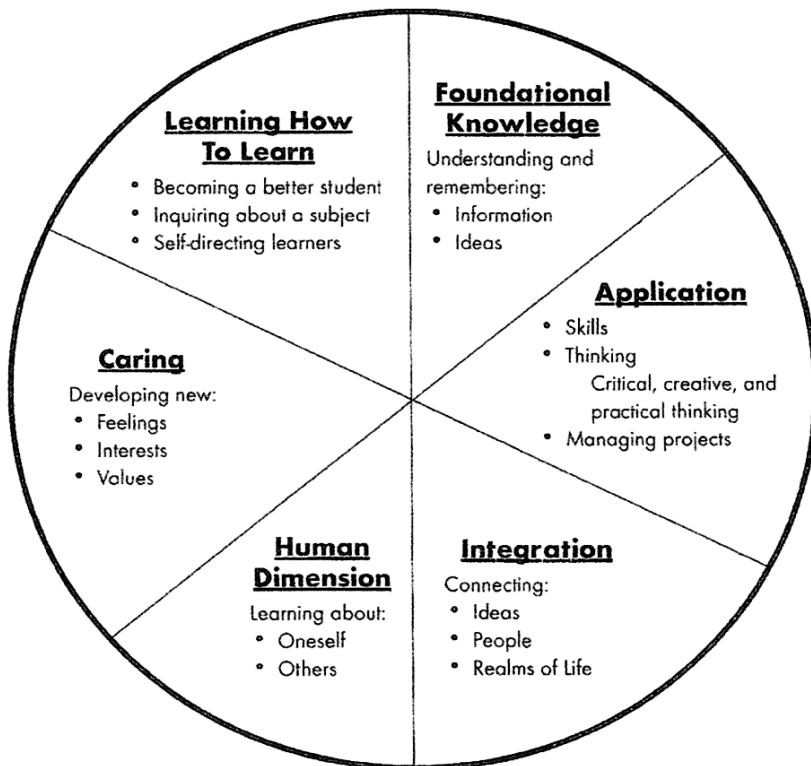 Foundational
Knowledge
Understanding and
remembering:
• Information
• Ideas
Application
• Skills
• Thinking
Critical, creative, and
practical thinking
• Managing projects
Integration
Connecting:
• Ideas
• People
• Realms of Life
Human
Dimension
Learning about:
• Oneself
• Others
Caring
Developing new:
• Feelings
• Interests
• Values
Learning How
To Learn
• Becoming a better student
• Inquiring about a subject
• Self-directing learners